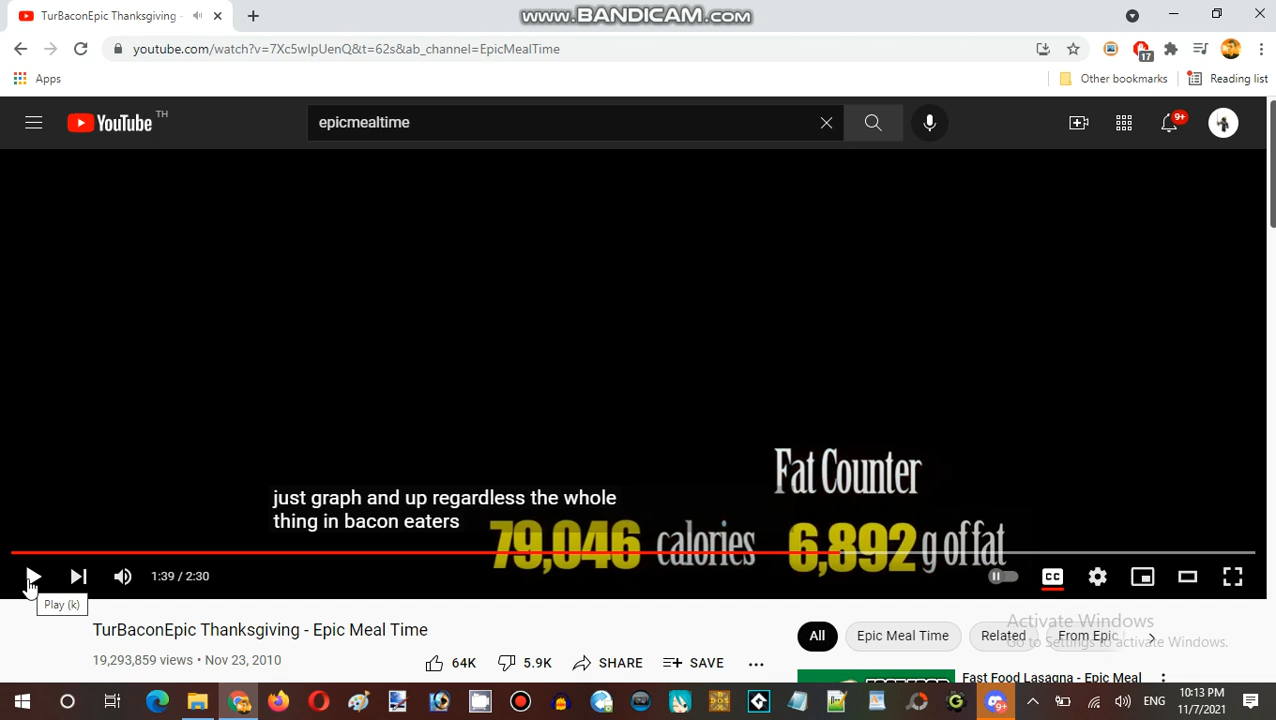 TurBaconEpic Thanksgiving -
www.BANDICAM.com
youtube.com/watch?v=7Xc5wIpUenQ&t=62s&ab_channel=EpicMealTime
17
Apps
Other bookmarks
Reading list
YouTube TH
epicmealtime
9+
Fat Counter
just graph and up regardless the whole
thing in bacon eaters
79,046 calories 6,892 g of fat
1:39 / 2:30
CC
Play (k)
TurBaconEpic Thanksgiving - Epic Meal Time
19,293,859 views • Nov 23, 2010
64K
5.9K
SHARE
SAVE
All
Epic Meal Time
Related
From Epic
Activate Windows
Go to Settings to activate Windows.
Fast Food Lasagna - Epic Meal
9+
ENG
10:13 PM
11/7/2021